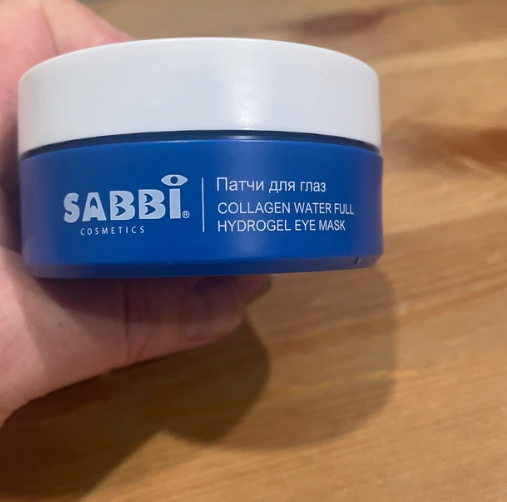 SABBi®
COSMETICS
Патчи для глаз
COLLAGEN WATER FULL
HYDROGEL EYE MASK